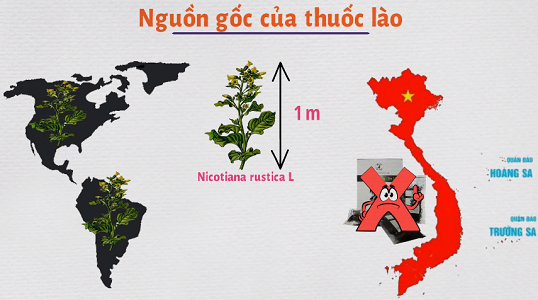 Nguồn gốc của thuốc lào
1 m
Nicotiana rustica L
QUẦN ĐẢO
HOÀNG SA
QUẦN ĐẢO
TRƯỜNG SA